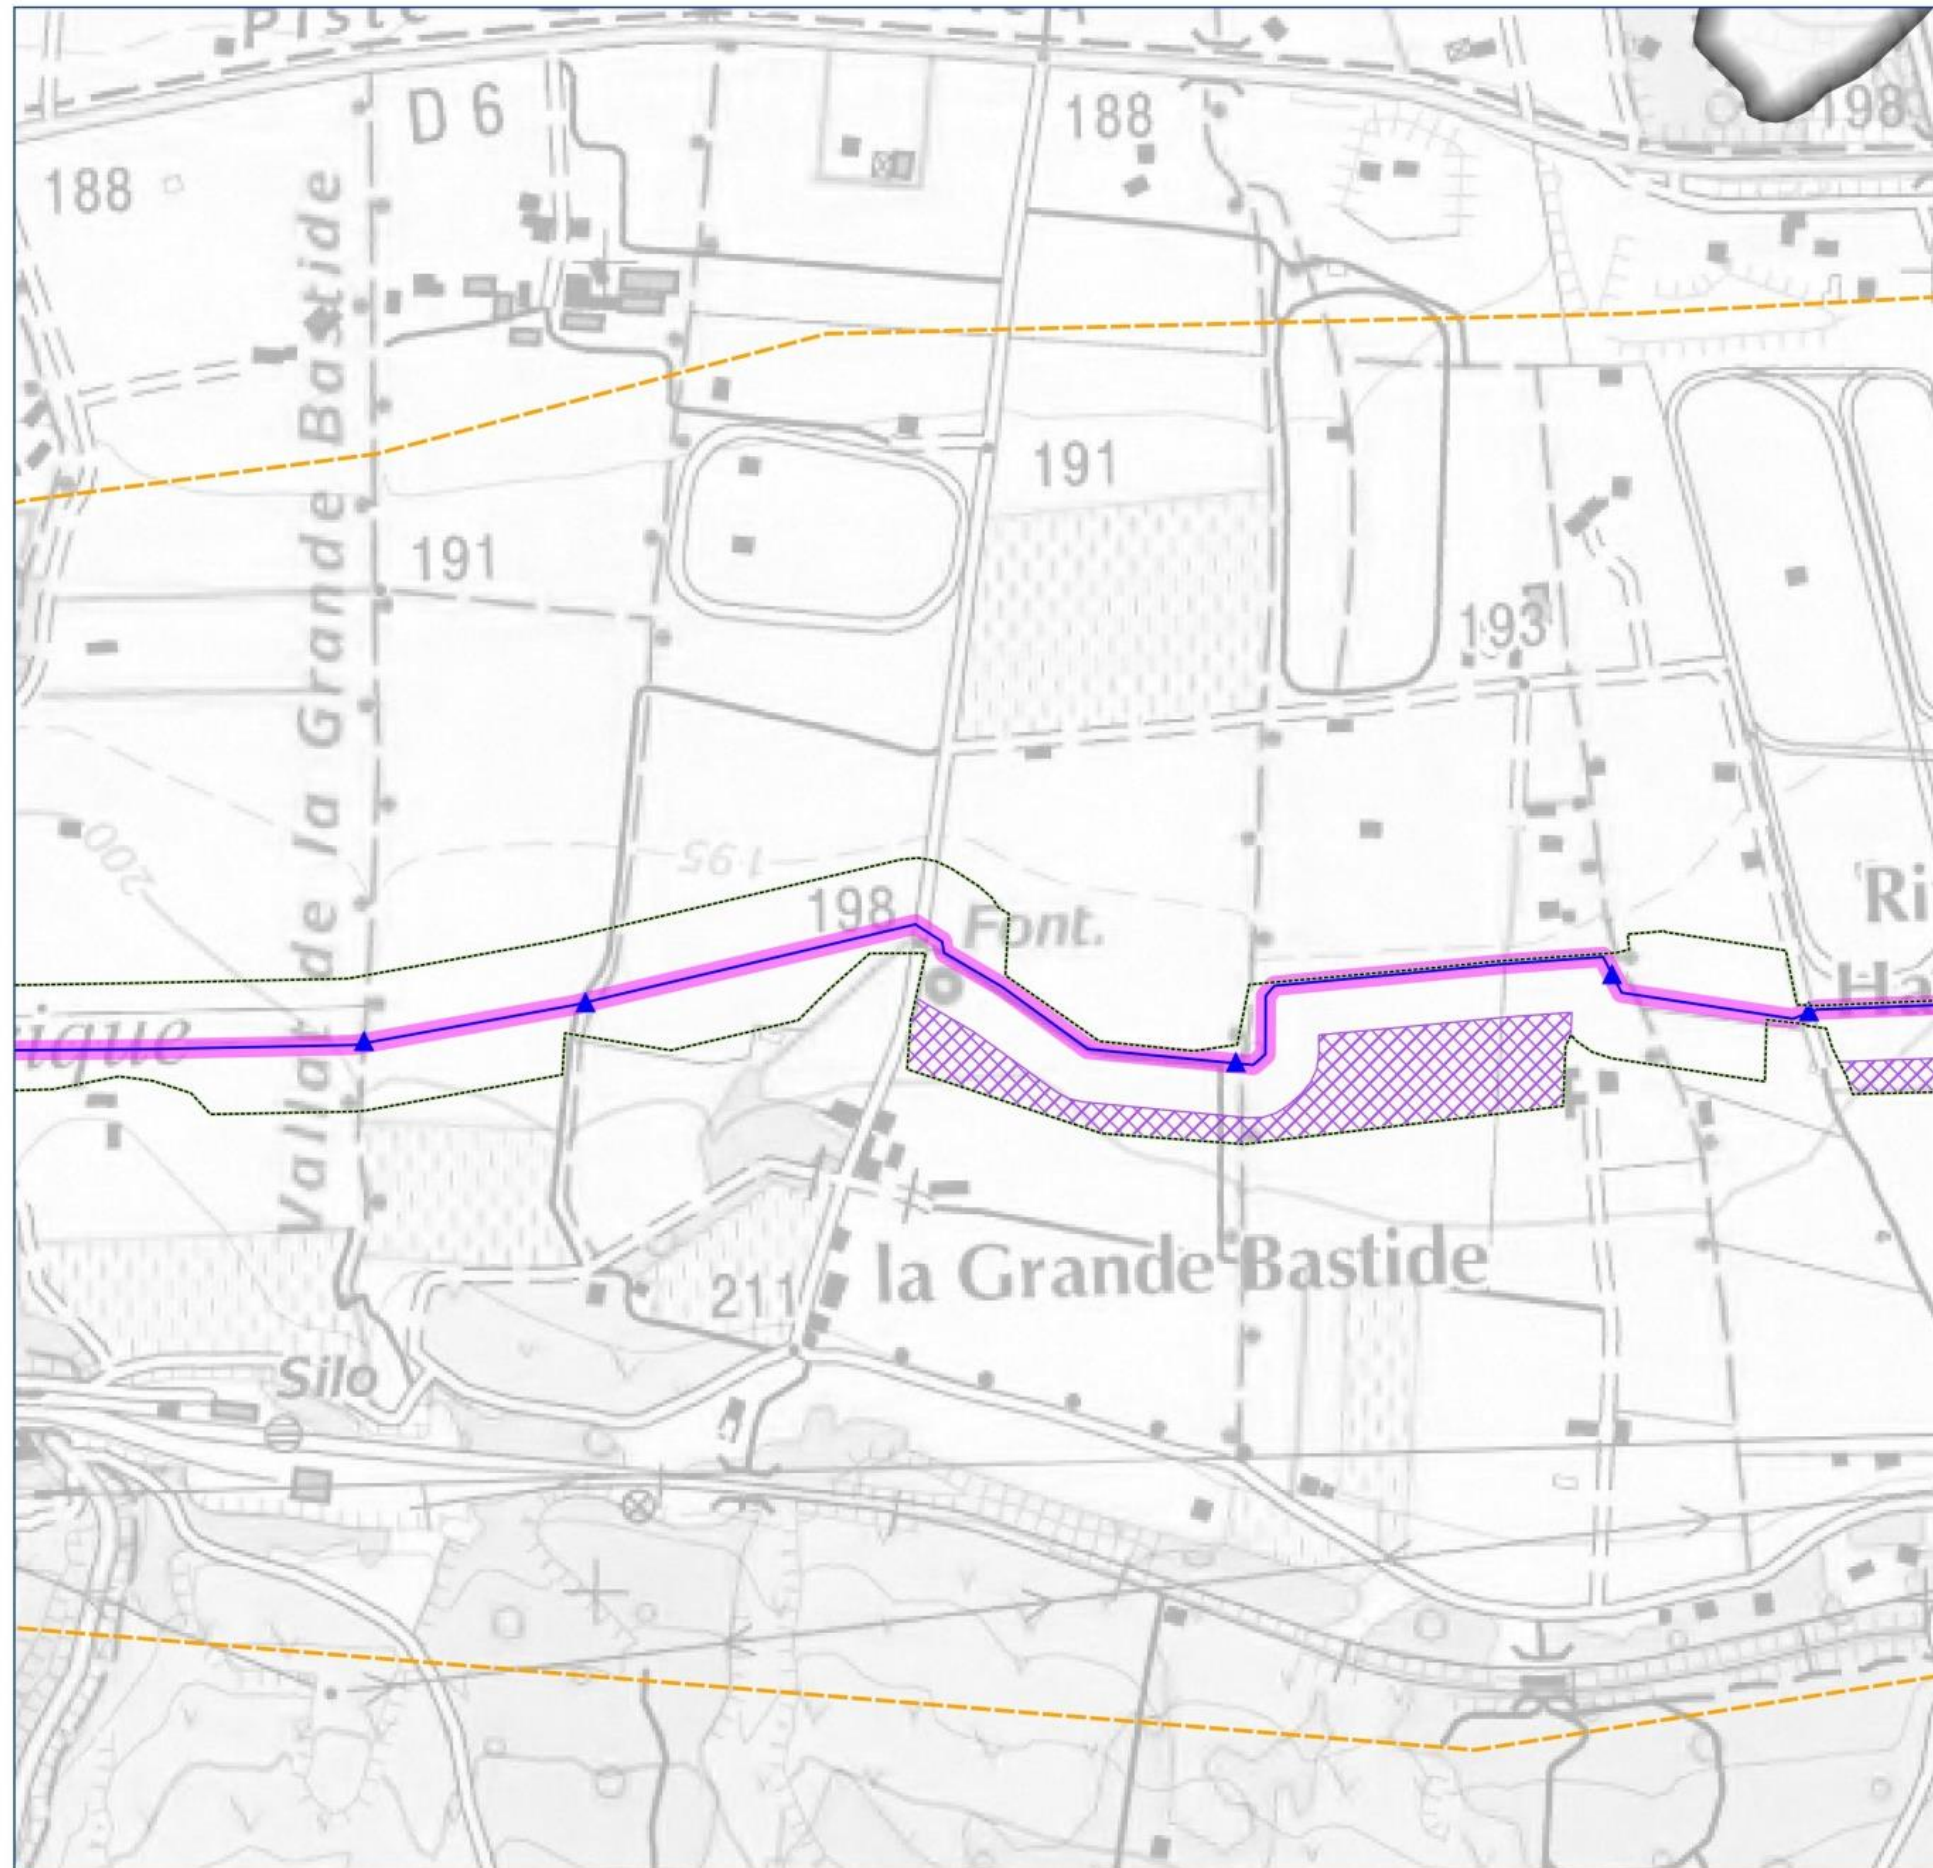 D 6
188
198
188
Vallat de la Grande Bastide
191
191
193
200
195
198
Font.
Ri
Ha
ique
la Grande Bastide
211
Silo